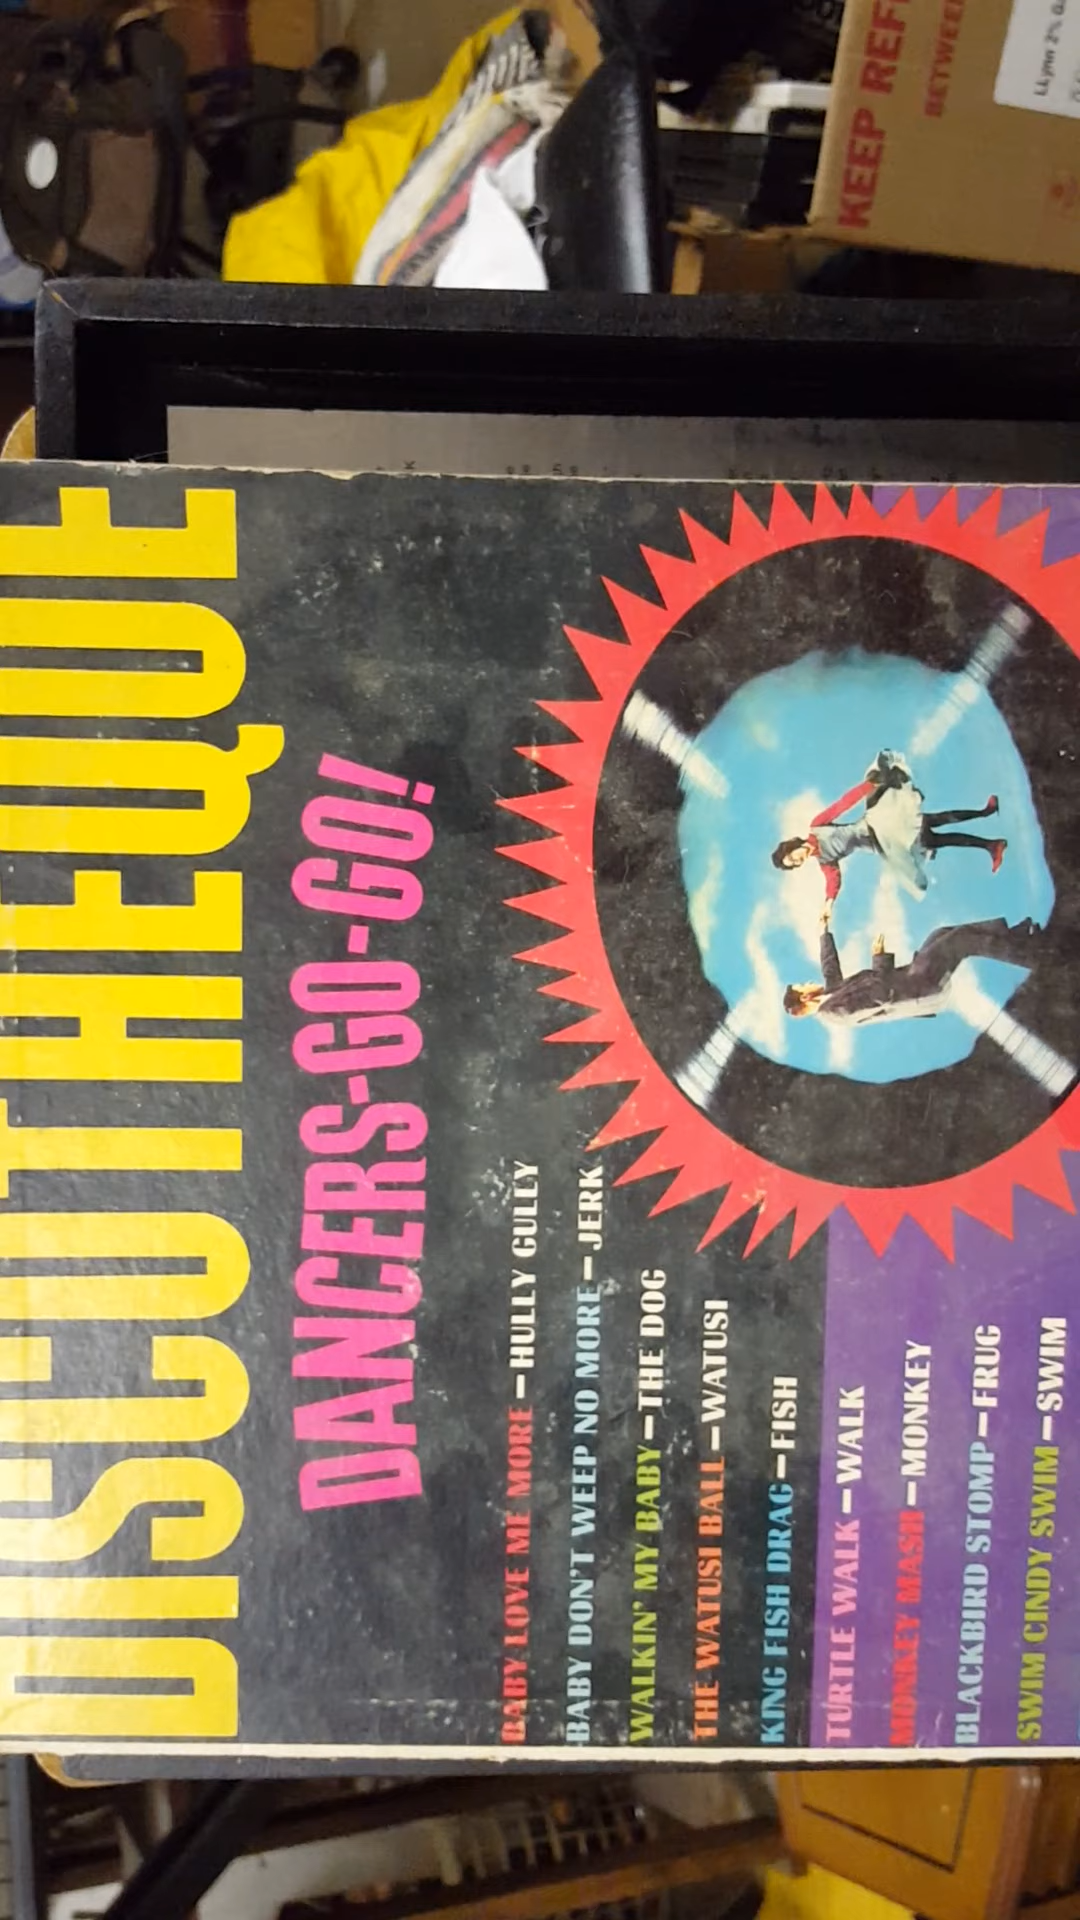 DISCOTHEQUE
DANCERS-GO-GO!
BABY LOVE ME MORE – HULLY GULLY
BABY DON'T WEEP NO MORE – JERK
WALKIN' MY BABY – THE DOG
THE WATUSI BALL – WATUSI
KING FISH DRAG – FISH
TURTLE WALK – WALK
MONKEY MASH – MONKEY
BLACKBIRD STOMP – FRUG
SWIM CINDY SWIM – SWIM
KEEP REF
BETWEE